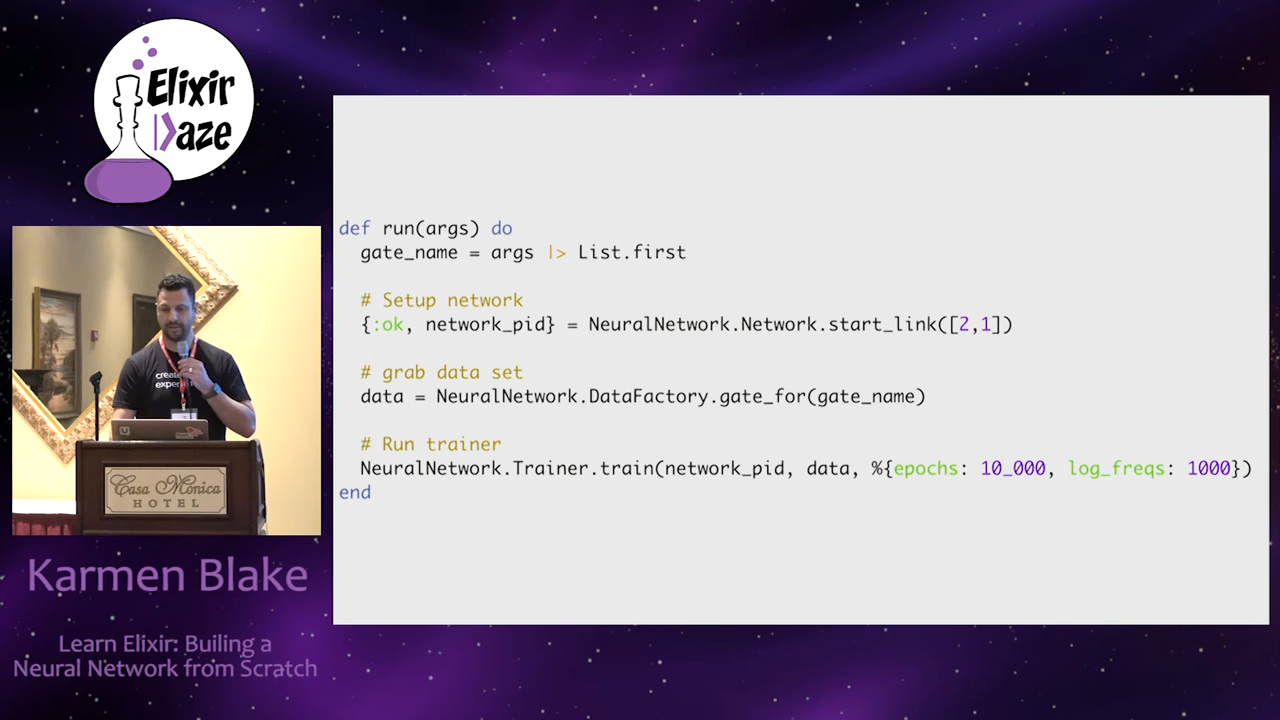 Elixir
|>aze
def run(args) do
gate_name = args |> List.first
# Setup network
{:ok, network_pid} = NeuralNetwork.Network.start_link([2,1])
# grab data set
data = NeuralNetwork.DataFactory.gate_for(gate_name)
# Run trainer
NeuralNetwork.Trainer.train(network_pid, data, %{epochs: 10_000, log_freqs: 1000})
end
create
experi
Casa Monica
HOTEL
Karmen Blake
Learn Elixir: Builing a
Neural Network from Scratch